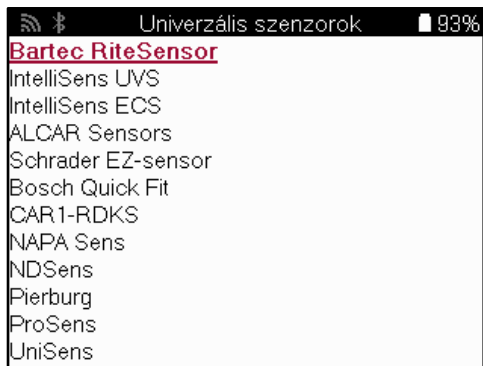 Univerzális szenzorok 93%
Bartec RiteSensor
IntelliSens UVS
IntelliSens ECS
ALCAR Sensors
Schrader EZ-sensor
Bosch Quick Fit
CAR1-RDKS
NAPA Sens
NDSens
Pierburg
ProSens
UniSens